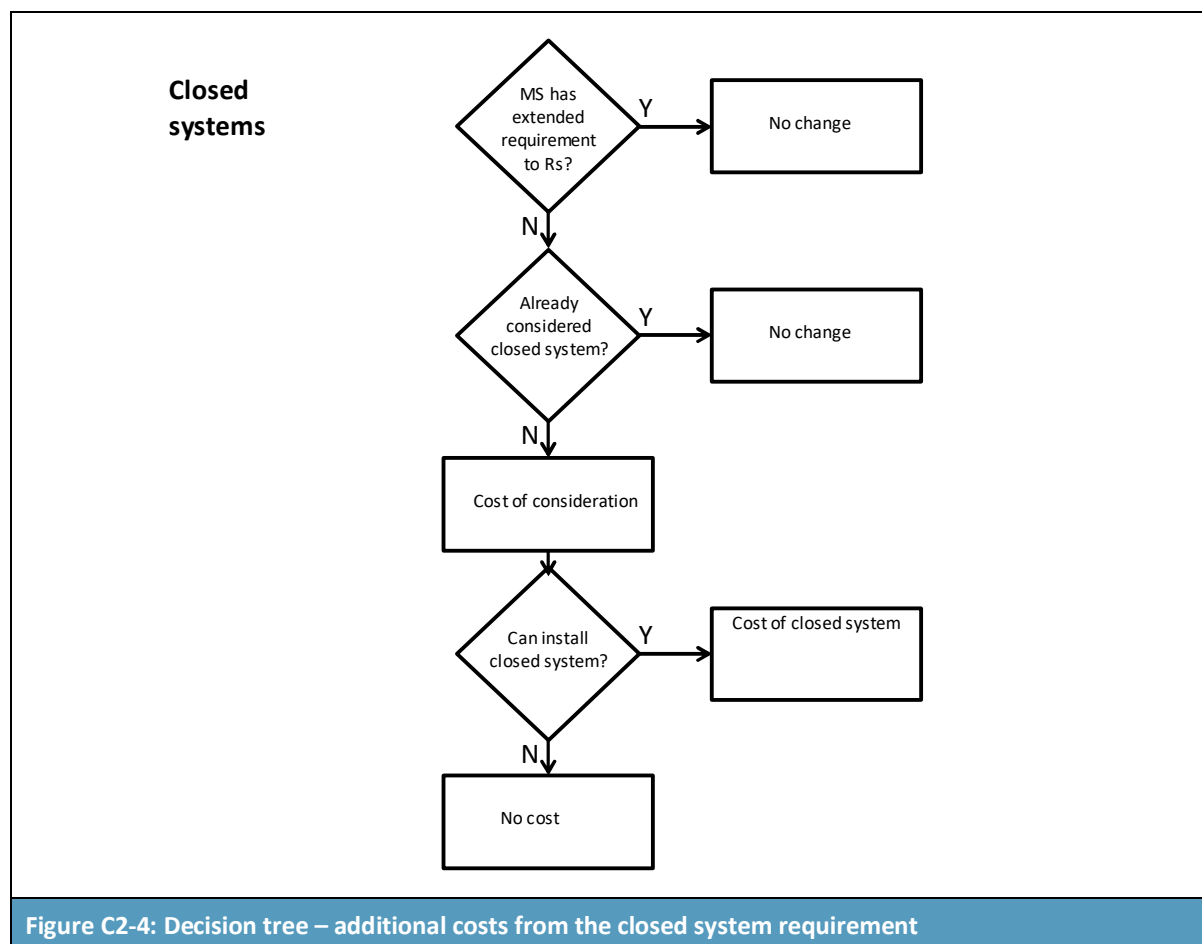 Closed
systems
MS has
extended
requirement
to Rs?
Y
No change
N
Already
considered
closed system?
Y
No change
N
Cost of consideration
Can install
closed system?
Y
Cost of closed system
N
No cost
Figure C2-4: Decision tree – additional costs from the closed system requirement